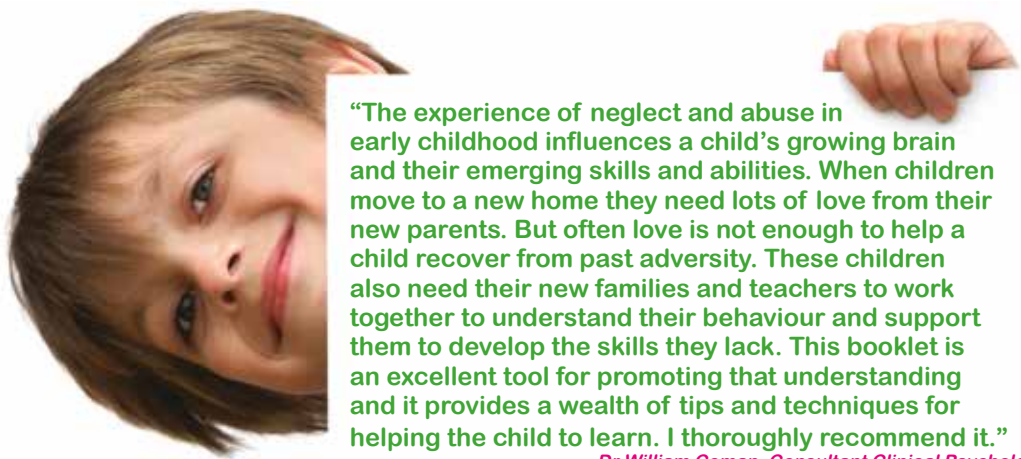 “The experience of neglect and abuse in
early childhood influences a child’s growing brain
and their emerging skills and abilities. When children
move to a new home they need lots of love from their
new parents. But often love is not enough to help a
child recover from past adversity. These children
also need their new families and teachers to work
together to understand their behaviour and support
them to develop the skills they lack. This booklet is
an excellent tool for promoting that understanding
and it provides a wealth of tips and techniques for
helping the child to learn. I thoroughly recommend it.”
Dr William Coman, Consultant Clinical